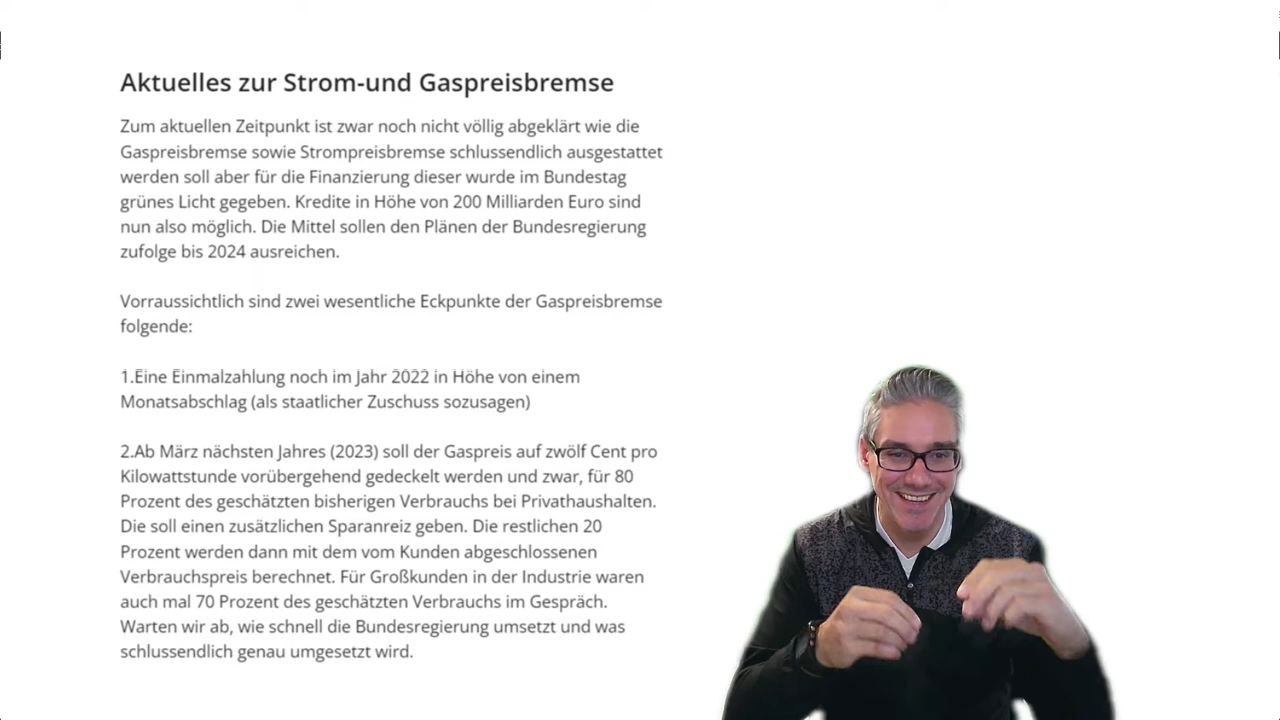 Aktuelles zur Strom-und Gaspreisbremse
Zum aktuellen Zeitpunkt ist zwar noch nicht völlig abgeklärt wie die
Gaspreisbremse sowie Strompreisbremse schlussendlich ausgestattet
werden soll aber für die Finanzierung dieser wurde im Bundestag
grünes Licht gegeben. Kredite in Höhe von 200 Milliarden Euro sind
nun also möglich. Die Mittel sollen den Plänen der Bundesregierung
zufolge bis 2024 ausreichen.
Vorraussichtlich sind zwei wesentliche Eckpunkte der Gaspreisbremse
folgende:
1.Eine Einmalzahlung noch im Jahr 2022 in Höhe von einem
Monatsabschlag (als staatlicher Zuschuss sozusagen)
2.Ab März nächsten Jahres (2023) soll der Gaspreis auf zwölf Cent pro
Kilowattstunde vorübergehend gedeckelt werden und zwar, für 80
Prozent des geschätzten bisherigen Verbrauchs bei Privathaushalten.
Die soll einen zusätzlichen Sparanreiz geben. Die restlichen 20
Prozent werden dann mit dem vom Kunden abgeschlossenen
Verbrauchspreis berechnet. Für Großkunden in der Industrie waren
auch mal 70 Prozent des geschätzten Verbrauchs im Gespräch.
Warten wir ab, wie schnell die Bundesregierung umsetzt und was
schlussendlich genau umgesetzt wird.